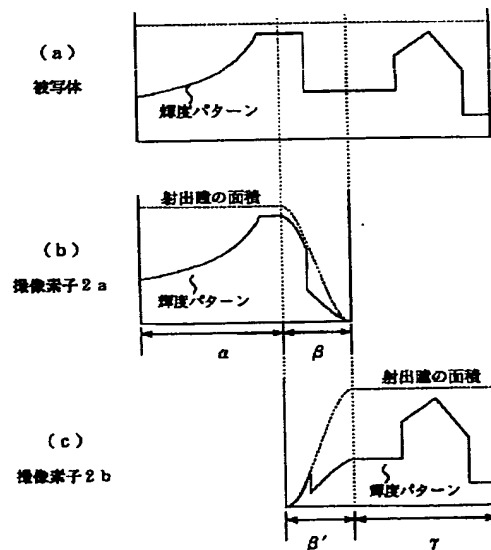 (a)
被写体
輝度パターン
射出瞳の面積
(b)
撮像素子2a
輝度パターン
α
β
射出瞳の面積
(c)
撮像素子2b
輝度パターン
β'
γ